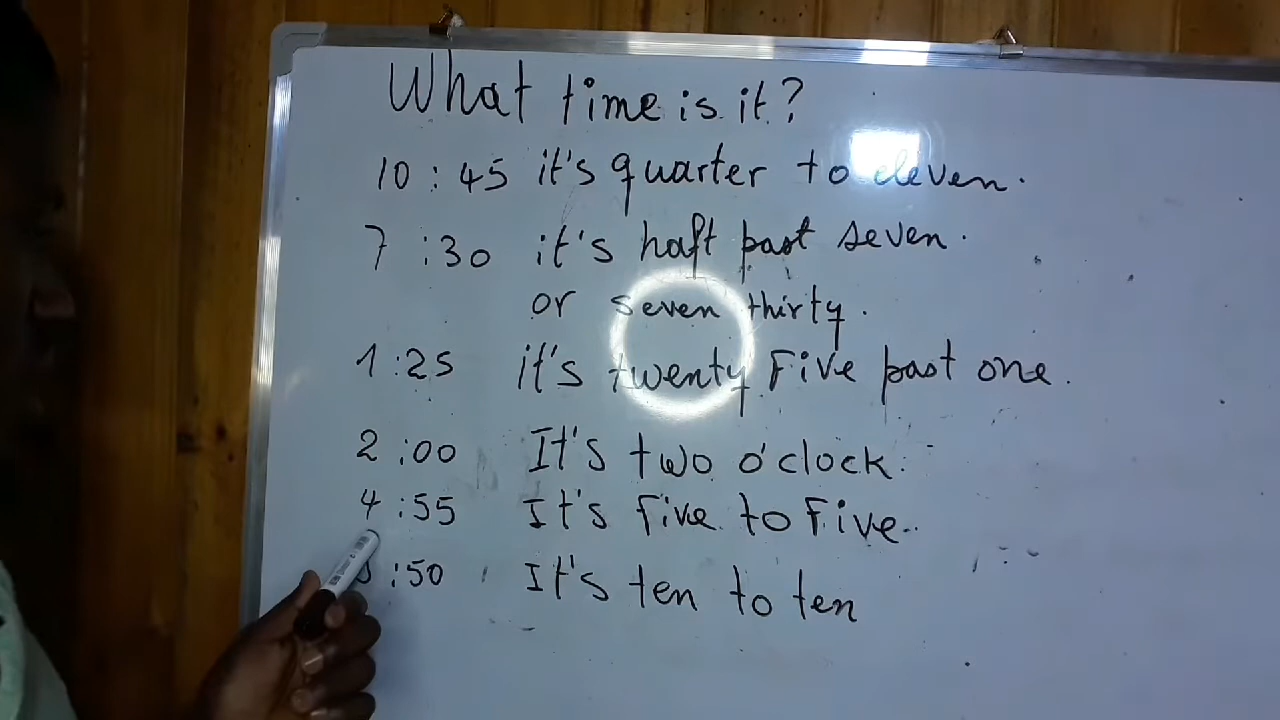 What time is it?
10:45 it's quarter to eleven.
7:30 it's haft past seven.
or seven thirty.
1:25 it's twenty Five past one.
2:00 It's two o'clock.
4:55 It's Five to Five.
:50 It's ten to ten